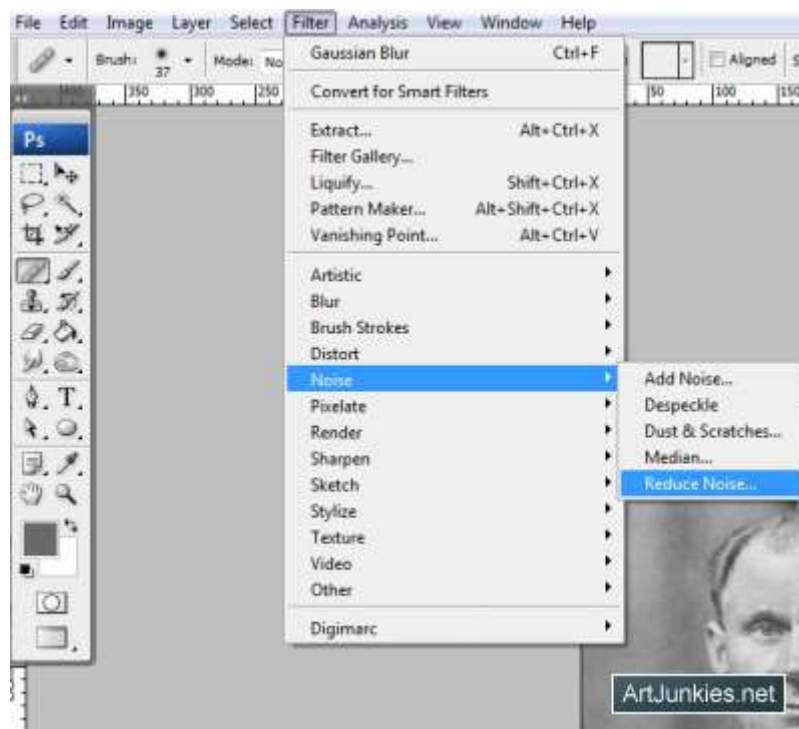 File Edit Image Layer Select Filter Analysis View Window Help
Brush: 37 Mode: No Aligned S
350 300 250 50 100 150
Ps
Gaussian Blur Ctrl+F
Convert for Smart Filters
Extract... Alt+Ctrl+X
Filter Gallery...
Liquify... Shift+Ctrl+X
Pattern Maker... Alt+Shift+Ctrl+X
Vanishing Point... Alt+Ctrl+V
Artistic
Blur
Brush Strokes
Distort
Noise
Pixelate
Render
Sharpen
Sketch
Stylize
Texture
Video
Other
Digimarc
Add Noise...
Despeckle
Dust & Scratches...
Median...
Reduce Noise...
ArtJunkies.net